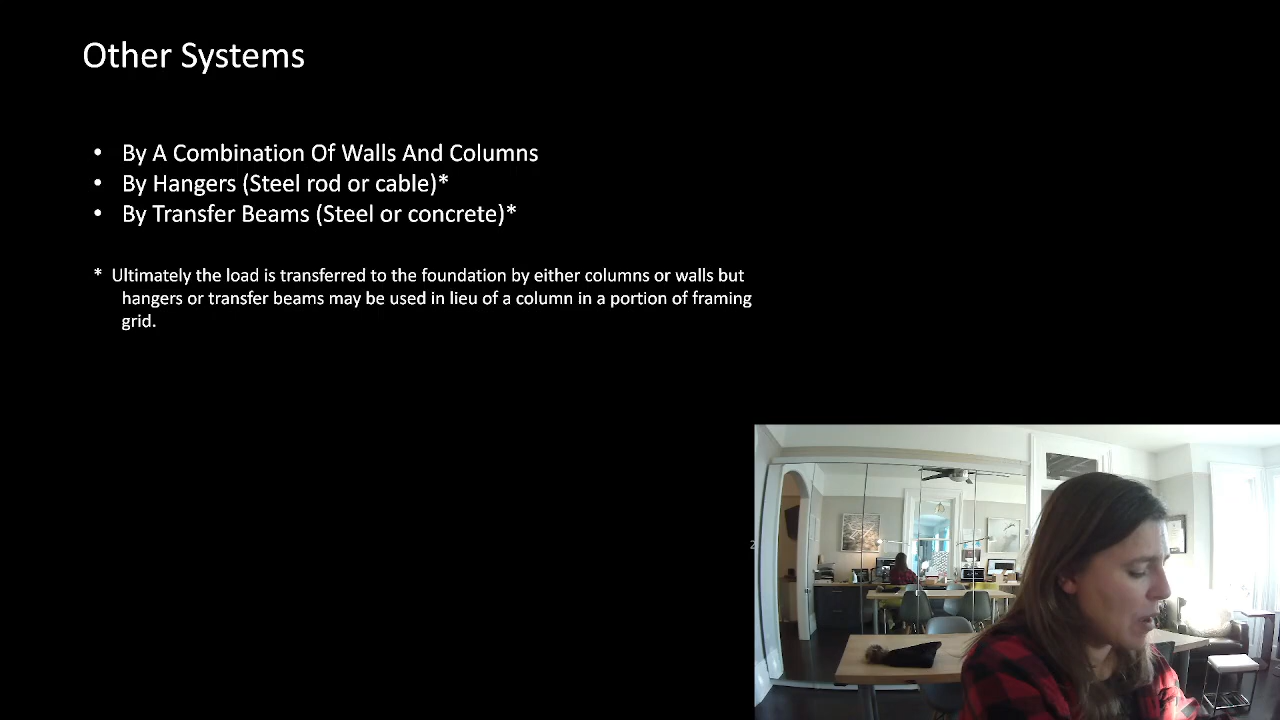 Other Systems
• By A Combination Of Walls And Columns
• By Hangers (Steel rod or cable)*
• By Transfer Beams (Steel or concrete)*
* Ultimately the load is transferred to the foundation by either columns or walls but
hangers or transfer beams may be used in lieu of a column in a portion of framing
grid.